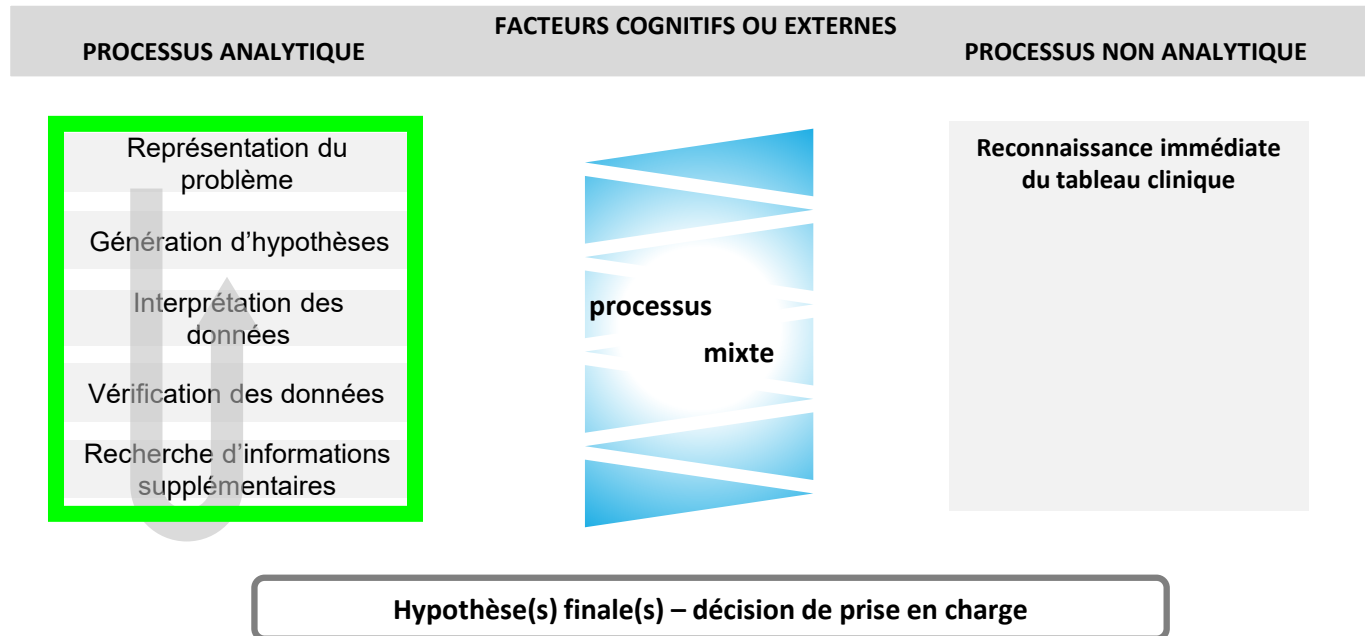 FACTEURS COGNITIFS OU EXTERNES
PROCESSUS ANALYTIQUE
PROCESSUS NON ANALYTIQUE
Représentation du
problème
Génération d’hypothèses
Interprétation des
données
Vérification des données
Recherche d’informations
supplémentaires
processus
mixte
Reconnaissance immédiate
du tableau clinique
Hypothèse(s) finale(s) – décision de prise en charge